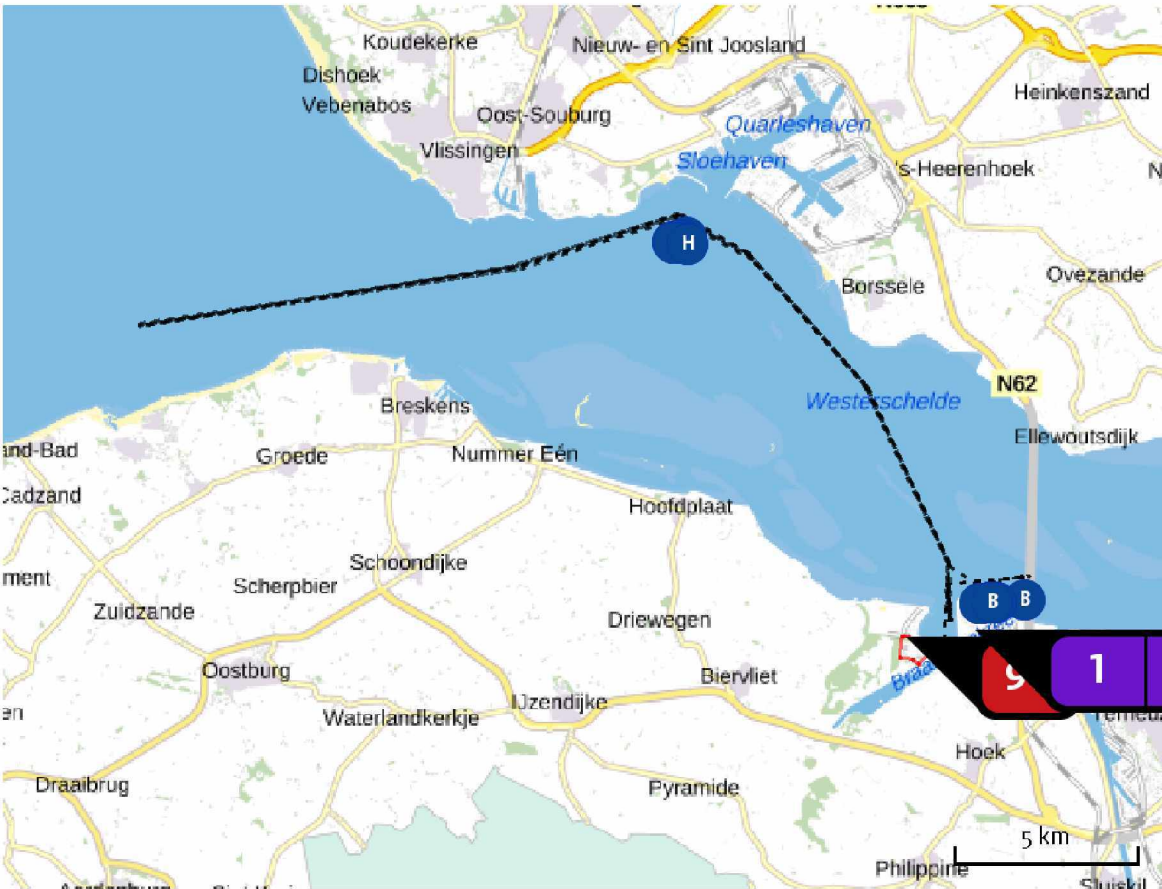 Koudekerke
Nieuw- en Sint Joosland
Dishoek
Vebenabos
Heinkenszand
Oost-Souburg
Quarleshaven
Vlissingen
Sloehaven
's-Heerenhoek
N
H
Ovezande
Borssele
N62
Westerschelde
Breskens
Ellewoutsdijk
and-Bad
Groede
Nummer Eén
Cadzand
Hoofdplaat
Schoondijke
ment
Scherpbier
B
B
Zuidzande
Driewegen
Oostburg
Biervliet
Braa
9
1
IJzendijke
en
Waterlandkerkje
Hoek
Draaibrug
Pyramide
5 km
Philippine
Sluiskil